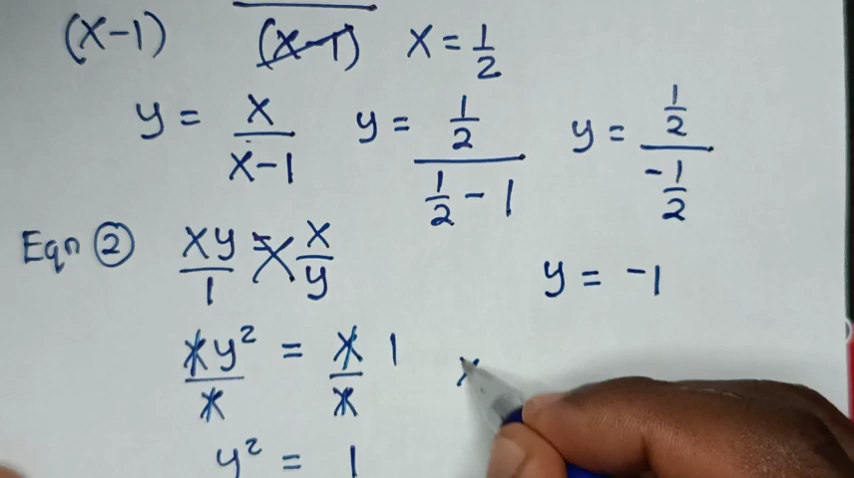 (x-1) (x-1) x = 1/2
y = x/(x-1) y = (1/2)/(1/2 - 1) y = (1/2)/(-1/2)
Eqn ② xy/1 = x/y y = -1
xy²/x = x/x 1 x
y² = 1